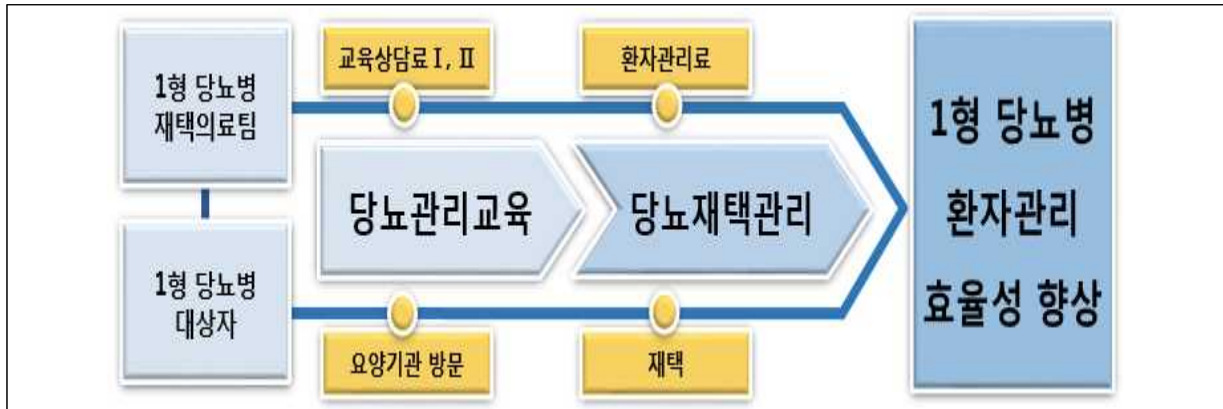 1형 당뇨병
재택의료팀
교육상담료Ⅰ, Ⅱ
환자관리료
당뇨관리교육
당뇨재택관리
1형 당뇨병
대상자
요양기관 방문
재택
1형 당뇨병
환자관리
효율성 향상